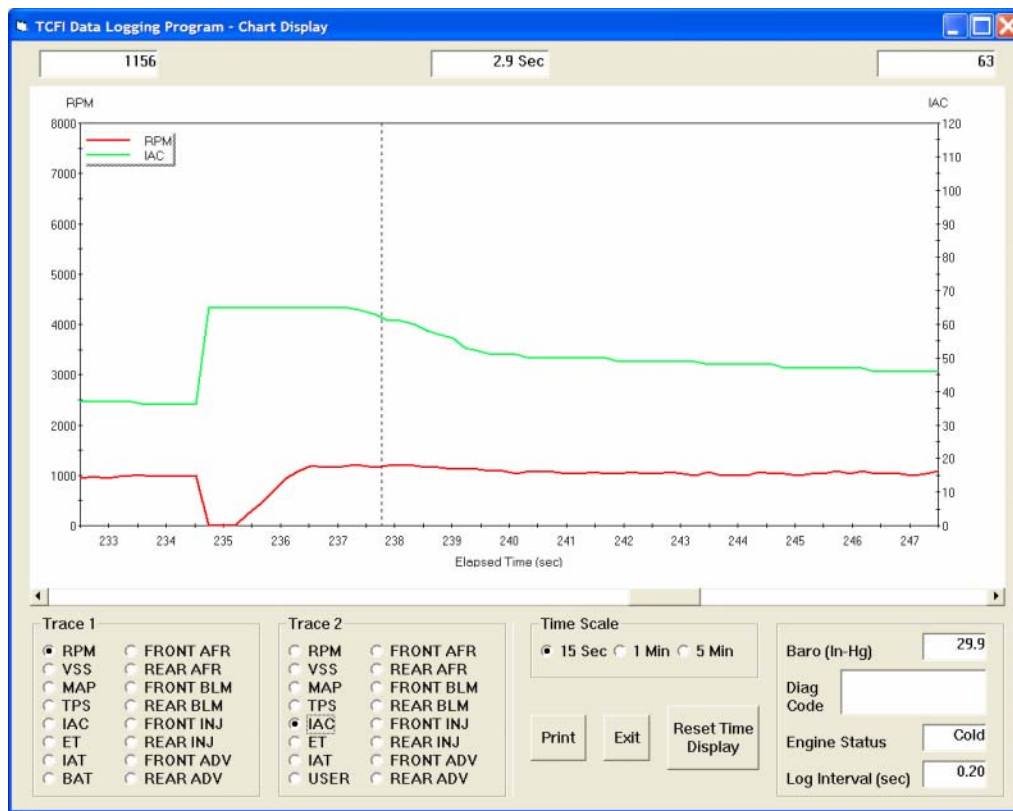 TCFI Data Logging Program - Chart Display
1156
2.9 Sec
63
RPM
IAC
8000
7000
6000
5000
4000
3000
2000
1000
0
120
110
100
90
80
70
60
50
40
30
20
10
0
RPM
IAC
233 234 235 236 237 238 239 240 241 242 243 244 245 246 247
Elapsed Time (sec)
Trace 1
RPM FRONT AFR
VSS REAR AFR
MAP FRONT BLM
TPS REAR BLM
IAC FRONT INJ
ET REAR INJ
IAT FRONT ADV
BAT REAR ADV
Trace 2
RPM FRONT AFR
VSS REAR AFR
MAP FRONT BLM
TPS REAR BLM
IAC FRONT INJ
ET REAR INJ
IAT FRONT ADV
USER REAR ADV
Time Scale
15 Sec 1 Min 5 Min
Print
Exit
Reset Time
Display
Baro (In-Hg) 29.9
Diag
Code
Engine Status Cold
Log Interval (sec) 0.20